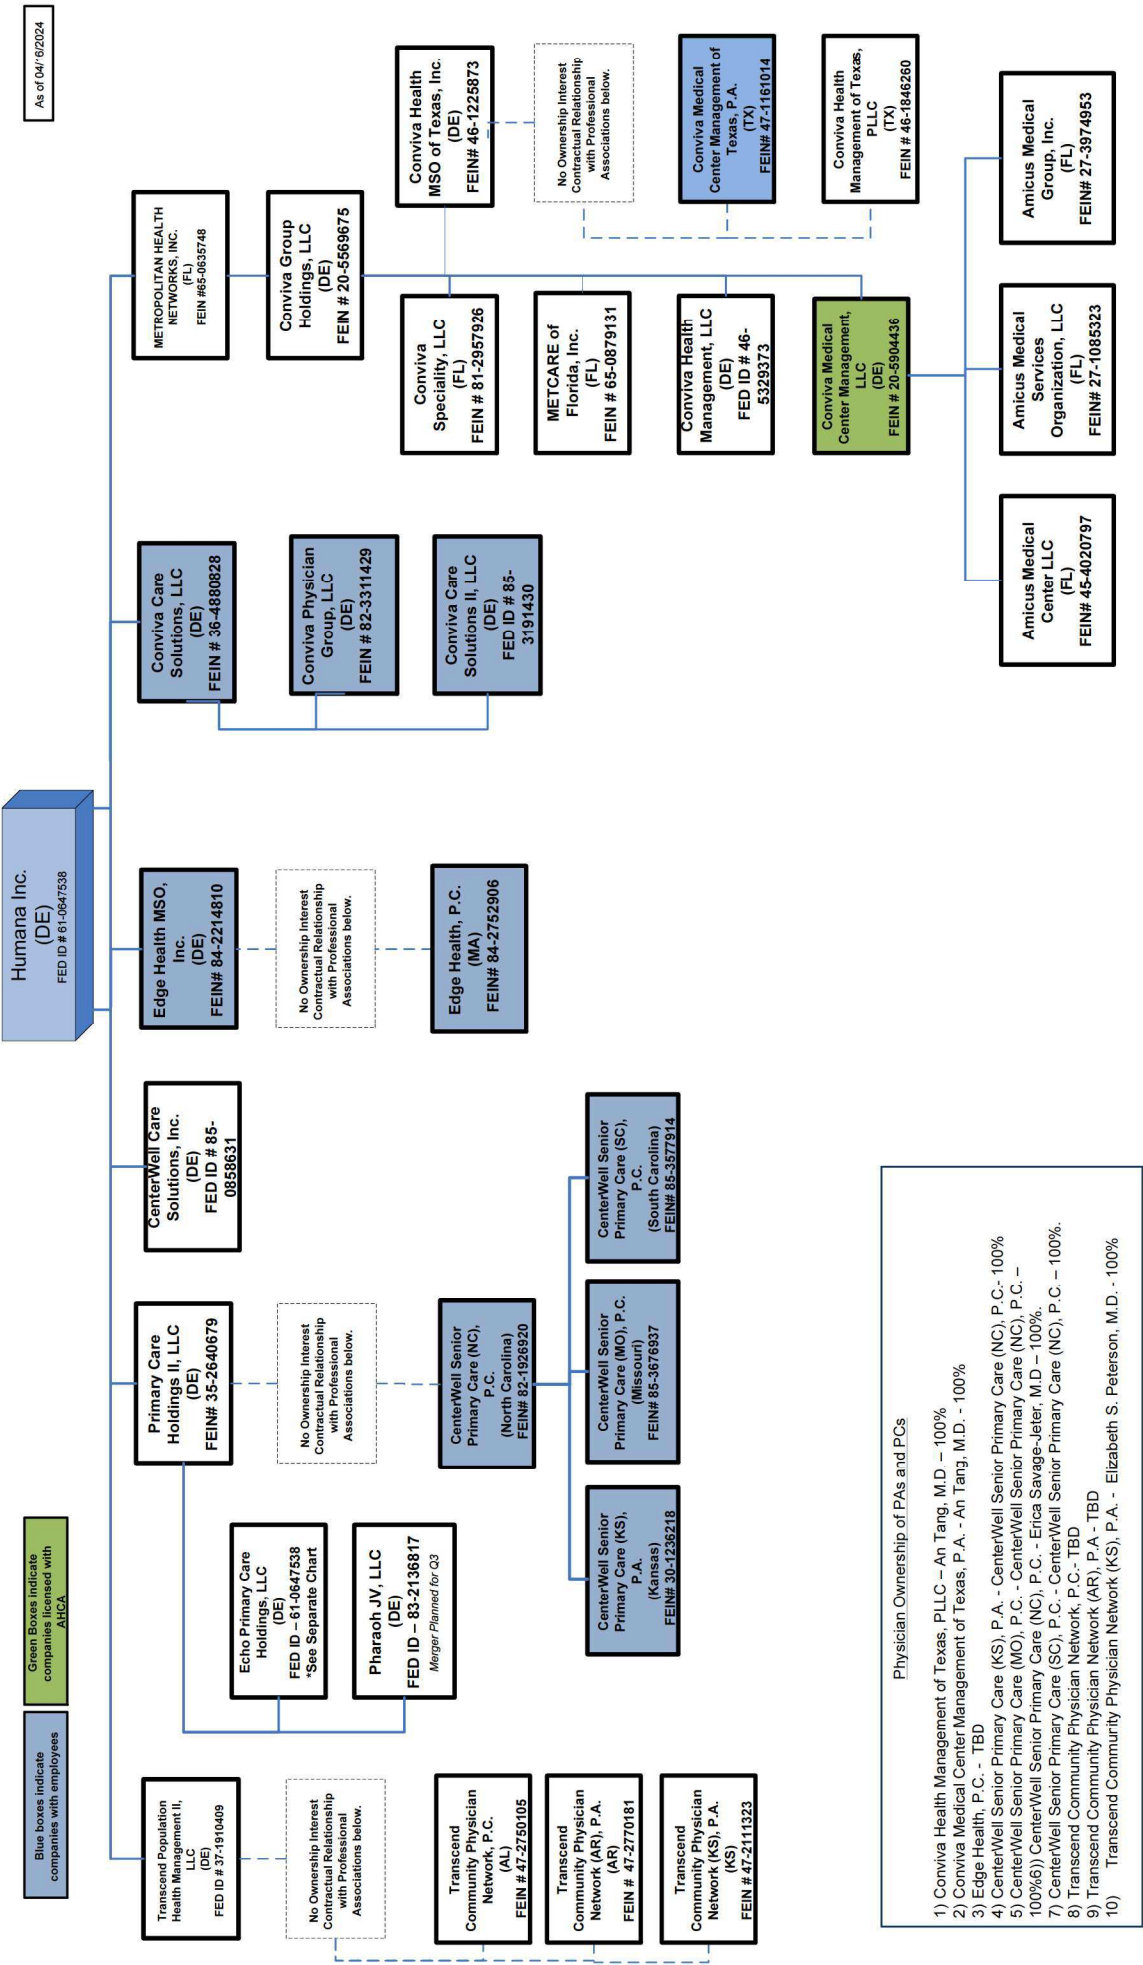 As of 04/16/2024
Blue boxes indicate
companies with employees
Green Boxes indicate
companies licensed with
AHCA
Humana Inc.
(DE)
FED ID # 61-0647538
Transcend Population
Health Management II,
LLC
(DE)
FED ID # 37-1910409
No Ownership Interest
Contractual Relationship
with Professional
Associations below.
Transcend
Community Physician
Network, P.C.
(AL)
FEIN # 47-2750105
Transcend
Community Physician
Network (AR), P.A.
(AR)
FEIN # 47-2770181
Transcend
Community Physician
Network (KS), P.A.
(KS)
FEIN # 47-2111323
Primary Care
Holdings II, LLC
(DE)
FEIN# 35-2640679
Echo Primary Care
Holdings, LLC
(DE)
FED ID – 61-0647538
*See Separate Chart
Pharaoh JV, LLC
(DE)
FED ID – 83-2136817
Merger Planned for Q3
No Ownership Interest
Contractual Relationship
with Professional
Associations below.
CenterWell Senior
Primary Care (NC),
P.C.
(North Carolina)
FEIN# 82-1926920
CenterWell Senior
Primary Care (KS),
P.A.
(Kansas)
FEIN# 30-1236218
CenterWell Senior
Primary Care (MO), P.C.
(Missouri)
FEIN# 85-3676937
CenterWell Senior
Primary Care (SC),
P.C.
(South Carolina)
FEIN# 85-3577914
CenterWell Care
Solutions, Inc.
(DE)
FED ID # 85-
0858631
Edge Health MSO,
Inc.
(DE)
FEIN# 84-2214810
No Ownership Interest
Contractual Relationship
with Professional
Associations below.
Edge Health, P.C.
(MA)
FEIN# 84-2752906
Conviva Care
Solutions, LLC
(DE)
FEIN # 36-4880828
Conviva Physician
Group, LLC
(DE)
FEIN # 82-3311429
Conviva Care
Solutions II, LLC
(DE)
FED ID # 85-
3191430
METROPOLITAN HEALTH
NETWORKS, INC.
(FL)
FEIN #65-0635748
Conviva Group
Holdings, LLC
(DE)
FEIN # 20-5569675
Conviva
Speciality, LLC
(FL)
FEIN # 81-2957926
METCARE of
Florida, Inc.
(FL)
FEIN # 65-0879131
Conviva Health
Management, LLC
(DE)
FED ID # 46-
5329373
Conviva Medical
Center Management,
LLC
(DE)
FEIN # 20-5904436
Conviva Health
MSO of Texas, Inc.
(DE)
FEIN# 46-1225873
No Ownership Interest
Contractual Relationship
with Professional
Associations below.
Conviva Medical
Center Management of
Texas, P.A.
(TX)
FEIN# 47-1161014
Conviva Health
Management of Texas,
PLLC
(TX)
FEIN # 46-1846260
Amicus Medical
Center LLC
(FL)
FEIN# 45-4020797
Amicus Medical
Services
Organization, LLC
(FL)
FEIN# 27-1085323
Amicus Medical
Group, Inc.
(FL)
FEIN# 27-3974953
Physician Ownership of PAs and PCs
1) Conviva Health Management of Texas, PLLC – An Tang, M.D. – 100%
2) Conviva Medical Center Management of Texas, P.A. - An Tang, M.D. - 100%
3) Edge Health, P.C. - TBD
4) CenterWell Senior Primary Care (KS), P.A. - CenterWell Senior Primary Care (NC), P.C.- 100%
5) CenterWell Senior Primary Care (MO), P.C. - CenterWell Senior Primary Care (NC), P.C. –
100%6)) CenterWell Senior Primary Care (NC), P.C. - Erica Savage-Jeter, M.D – 100%.
7) CenterWell Senior Primary Care (SC), P.C. - CenterWell Senior Primary Care (NC), P.C. – 100%.
8) Transcend Community Physician Network, P.C.- TBD
9) Transcend Community Physician Network (AR), P.A - TBD
10) Transcend Community Physician Network (KS), P.A. - Elizabeth S. Peterson, M.D. - 100%